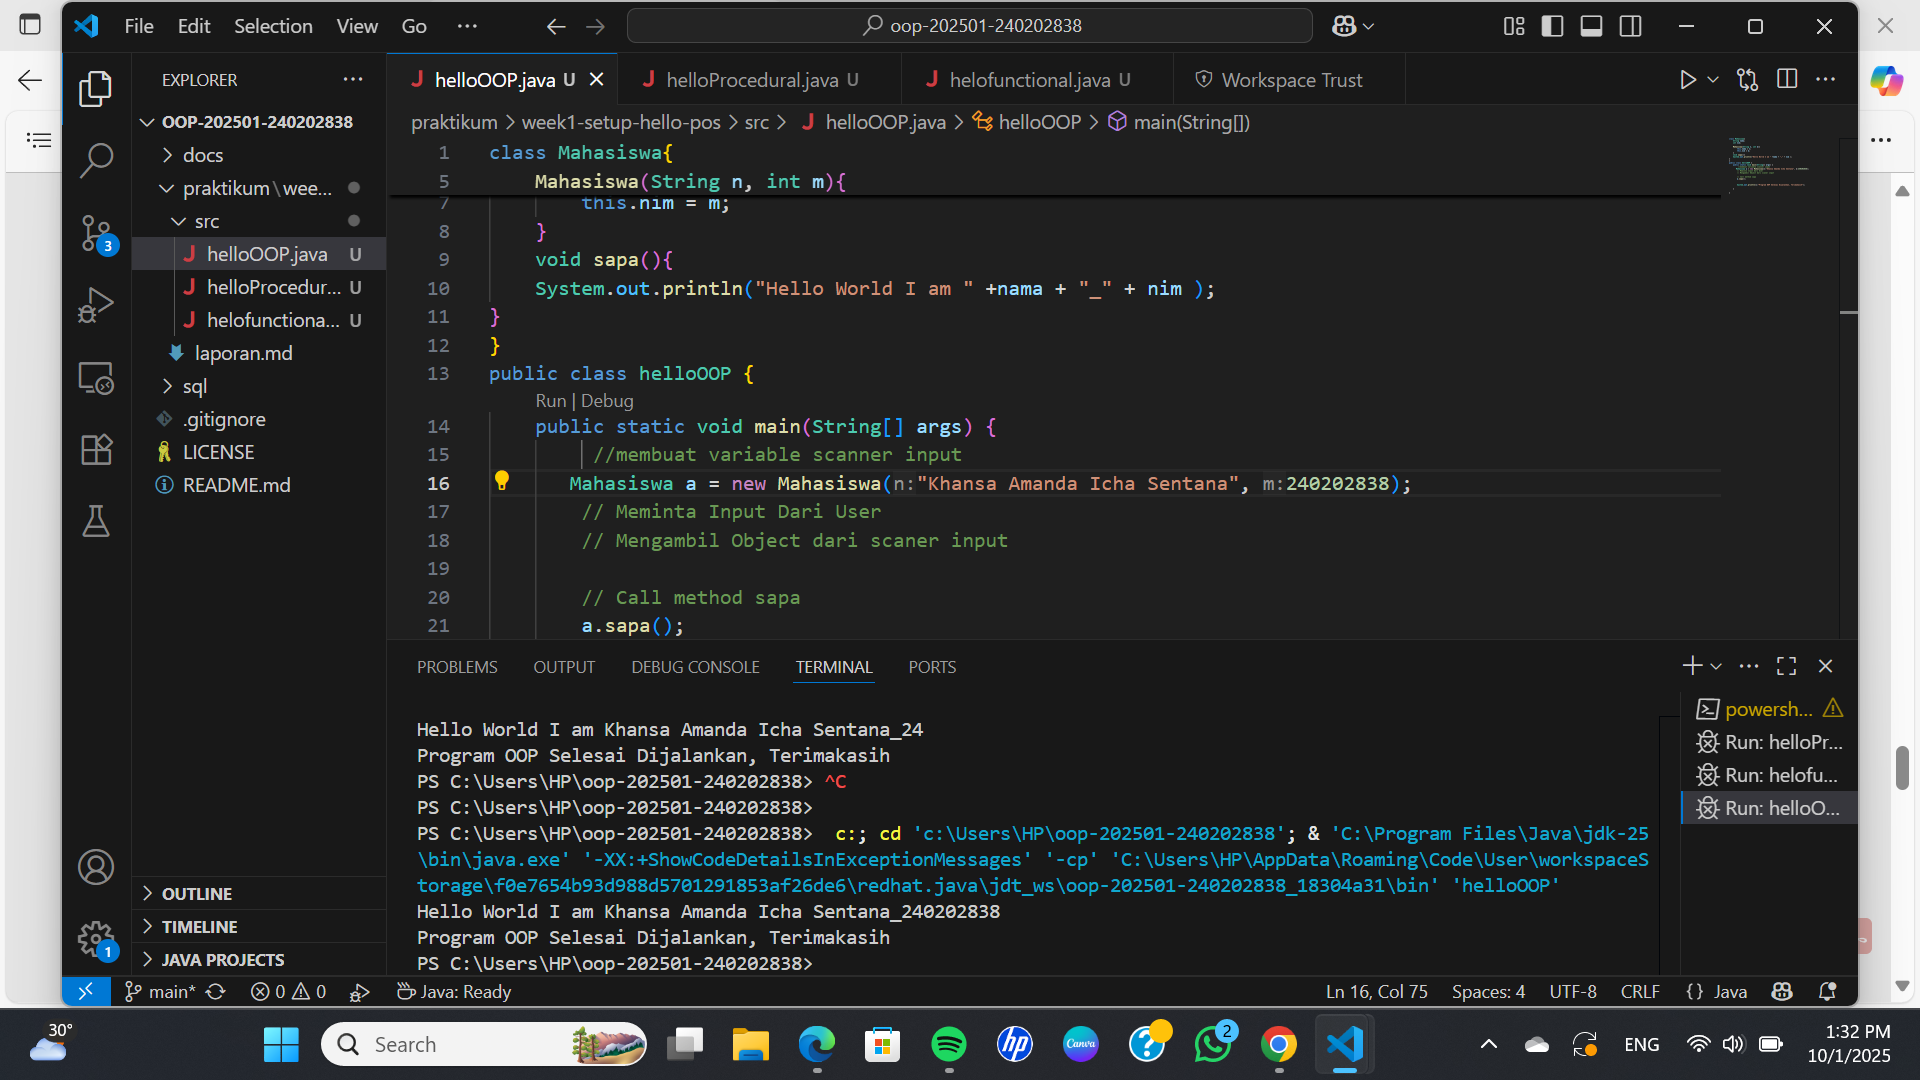 File Edit Selection View Go ... oop-202501-240202838
EXPLORER ...
OOP-202501-240202838
docs
praktikum\wee...
src
helloOOP.java U
helloProcedur... U
helofunctiona... U
laporan.md
sql
.gitignore
LICENSE
README.md
OUTLINE
TIMELINE
JAVA PROJECTS
3
1
helloOOP.java U helloProcedural.java U helofunctional.java U Workspace Trust
praktikum > week1-setup-hello-pos > src > helloOOP.java > helloOOP > main(String[])
1 class Mahasiswa{
5 Mahasiswa(String n, int m){
7 this.nim = m;
8 }
9 void sapa(){
10 System.out.println("Hello World I am " +nama + "_" + nim );
11 }
12 }
13 public class helloOOP {
Run | Debug
14 public static void main(String[] args) {
15 //membuat variable scanner input
16 Mahasiswa a = new Mahasiswa(n:"Khansa Amanda Icha Sentana", m:240202838);
17 // Meminta Input Dari User
18 // Mengambil Object dari scaner input
19
20 // Call method sapa
21 a.sapa();
PROBLEMS OUTPUT DEBUG CONSOLE TERMINAL PORTS
Hello World I am Khansa Amanda Icha Sentana_24
Program OOP Selesai Dijalankan, Terimakasih
PS C:\Users\HP\oop-202501-240202838> ^C
PS C:\Users\HP\oop-202501-240202838>
PS C:\Users\HP\oop-202501-240202838> c:; cd 'c:\Users\HP\oop-202501-240202838'; & 'C:\Program Files\Java\jdk-25
\bin\java.exe' '-XX:+ShowCodeDetailsInExceptionMessages' '-cp' 'C:\Users\HP\AppData\Roaming\Code\User\workspaceS
torage\f0e7654b93d988d5701291853af26de6\redhat.java\jdt_ws\oop-202501-240202838_18304a31\bin' 'helloOOP'
Hello World I am Khansa Amanda Icha Sentana_240202838
Program OOP Selesai Dijalankan, Terimakasih
PS C:\Users\HP\oop-202501-240202838>
powersh...
Run: helloPr...
Run: helofu...
Run: helloO...
main* 0 0 Java: Ready Ln 16, Col 75 Spaces: 4 UTF-8 CRLF {} Java
30° Search hp Canva 2 ENG 1:32 PM
10/1/2025